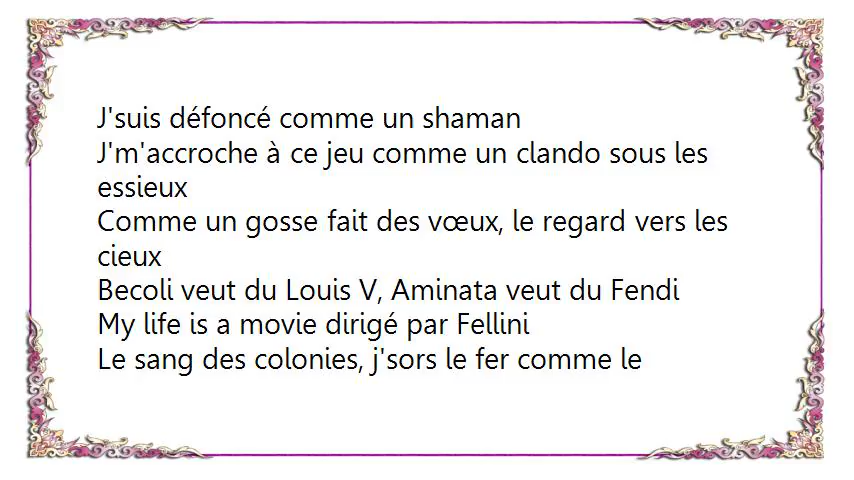 J'suis défoncé comme un shaman
J'm'accroche à ce jeu comme un clando sous les
essieux
Comme un gosse fait des vœux, le regard vers les
cieux
Becoli veut du Louis V, Aminata veut du Fendi
My life is a movie dirigé par Fellini
Le sang des colonies, j'sors le fer comme le